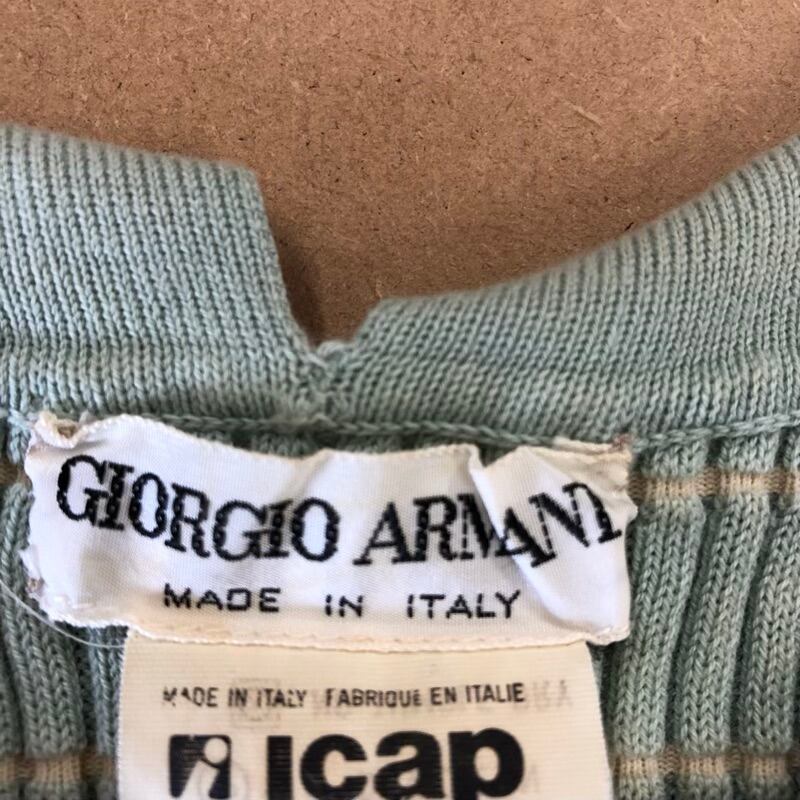 GIORGIO ARMANI
MADE IN ITALY
MADE IN ITALY FABRIQUE EN ITALIE
icap